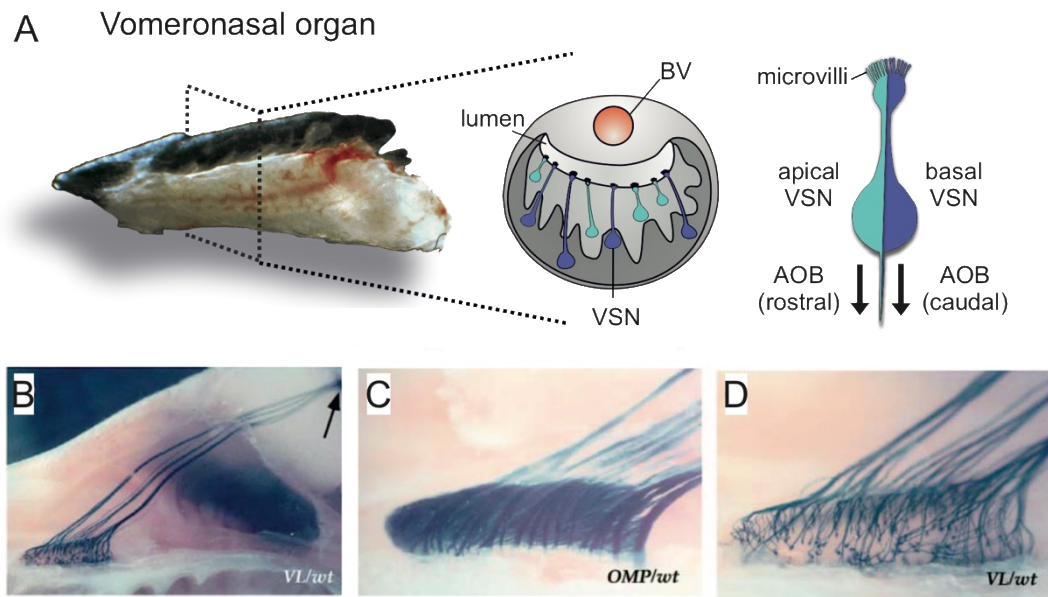 A
Vomeronasal organ
BV
lumen
VSN
microvilli
apical
VSN
basal
VSN
AOB
(rostral)
AOB
(caudal)
B
VL/wt
C
OMP/wt
D
VL/wt